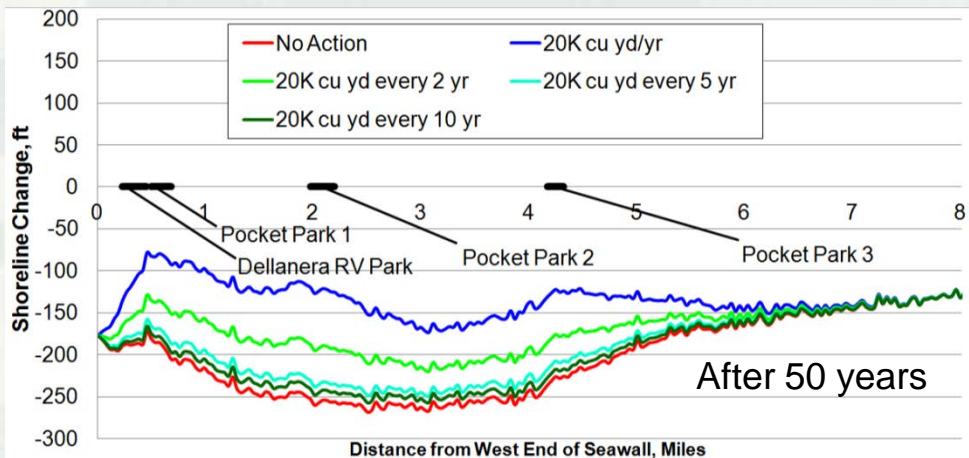 200
150
100
50
0
-50
-100
-150
-200
-250
-300
Shoreline Change, ft
No Action
20K cu yd/yr
20K cu yd every 2 yr
20K cu yd every 5 yr
20K cu yd every 10 yr
0 1 2 3 4 5 6 7 8
Pocket Park 1
Dellanera RV Park
Pocket Park 2
Pocket Park 3
After 50 years
Distance from West End of Seawall, Miles